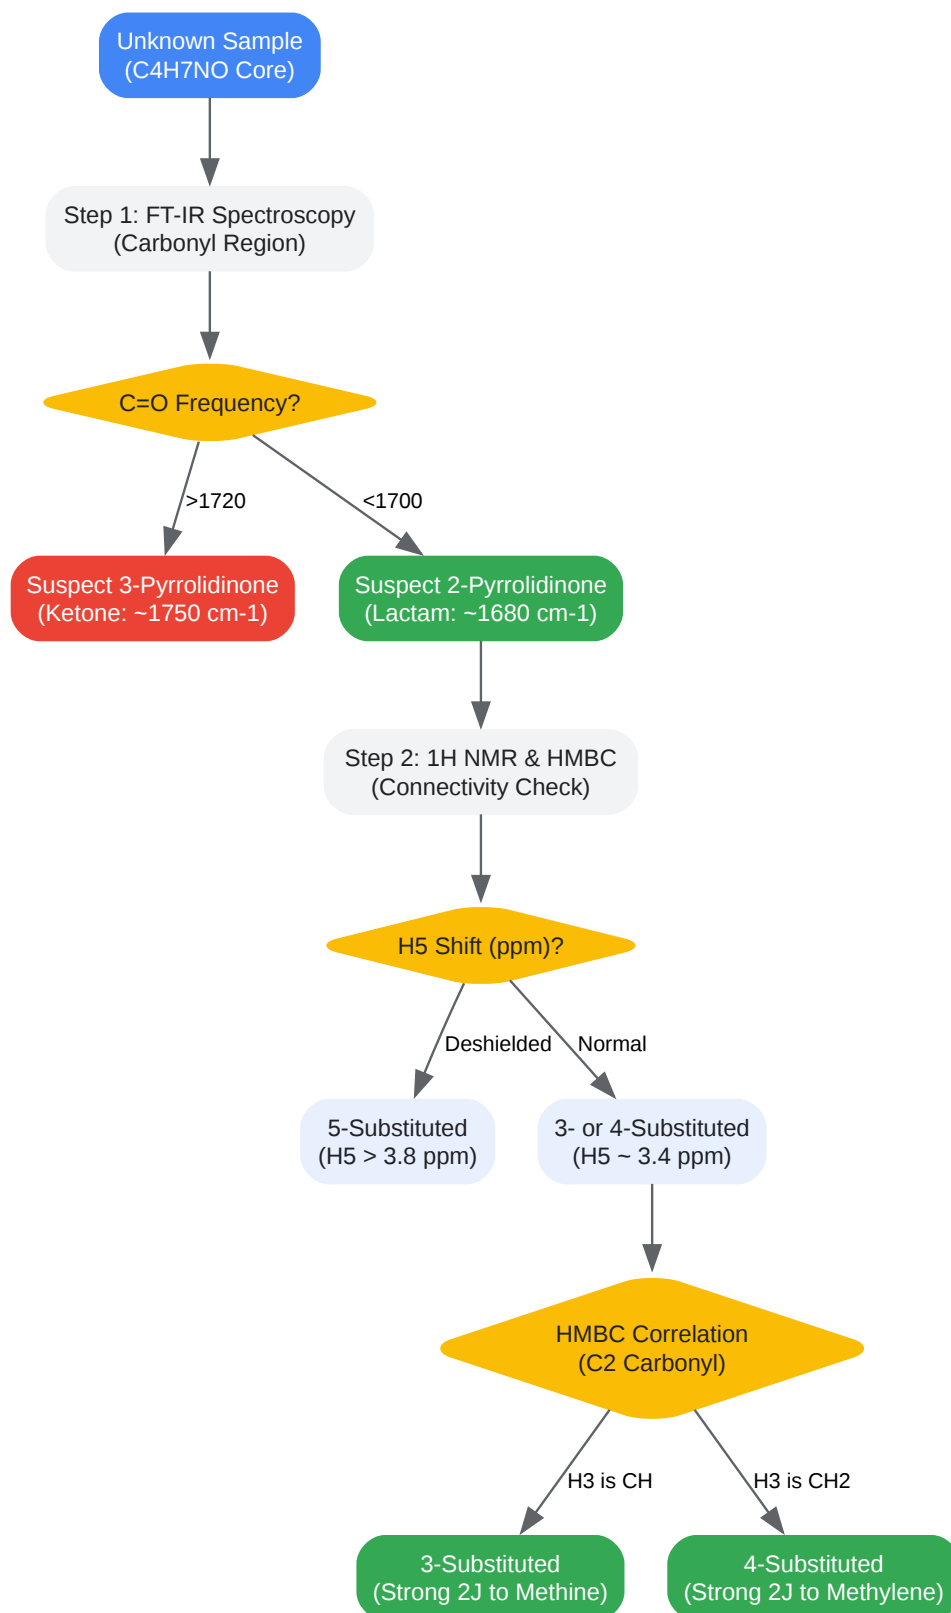 Unknown Sample
(C4H7NO Core)
Step 1: FT-IR Spectroscopy
(Carbonyl Region)
C=O Frequency?
>1720
<1700
Suspect 3-Pyrrolidinone
(Ketone: ~1750 cm-1)
Suspect 2-Pyrrolidinone
(Lactam: ~1680 cm-1)
Step 2: 1H NMR & HMBC
(Connectivity Check)
H5 Shift (ppm)?
Deshielded
Normal
5-Substituted
(H5 > 3.8 ppm)
3- or 4-Substituted
(H5 ~ 3.4 ppm)
HMBC Correlation
(C2 Carbonyl)
H3 is CH
H3 is CH2
3-Substituted
(Strong 2J to Methine)
4-Substituted
(Strong 2J to Methylene)